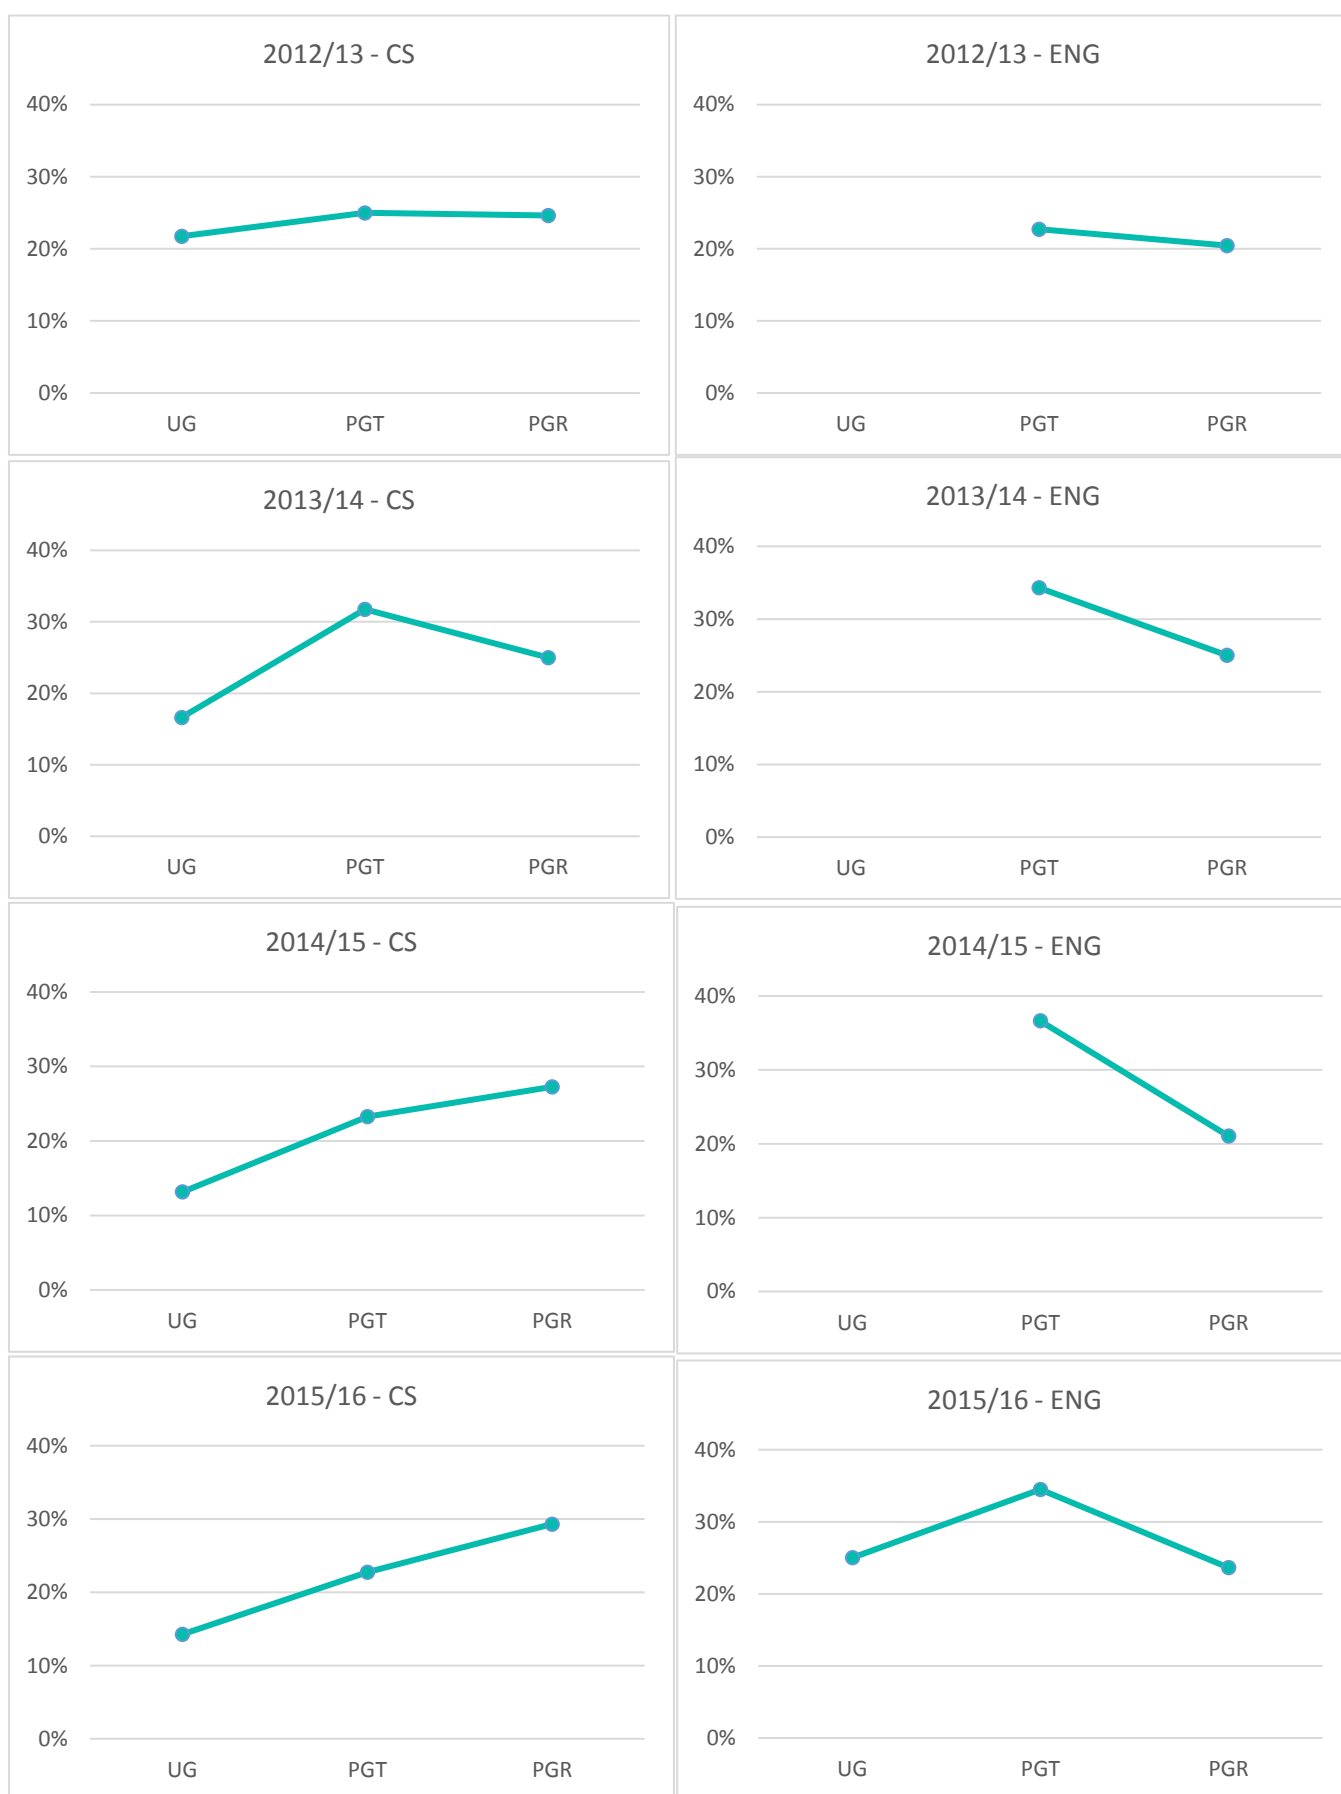 2012/13 - CS
40%
30%
20%
10%
0%
UG PGT PGR
2012/13 - ENG
40%
30%
20%
10%
0%
UG PGT PGR
2013/14 - CS
40%
30%
20%
10%
0%
UG PGT PGR
2013/14 - ENG
40%
30%
20%
10%
0%
UG PGT PGR
2014/15 - CS
40%
30%
20%
10%
0%
UG PGT PGR
2014/15 - ENG
40%
30%
20%
10%
0%
UG PGT PGR
2015/16 - CS
40%
30%
20%
10%
0%
UG PGT PGR
2015/16 - ENG
40%
30%
20%
10%
0%
UG PGT PGR